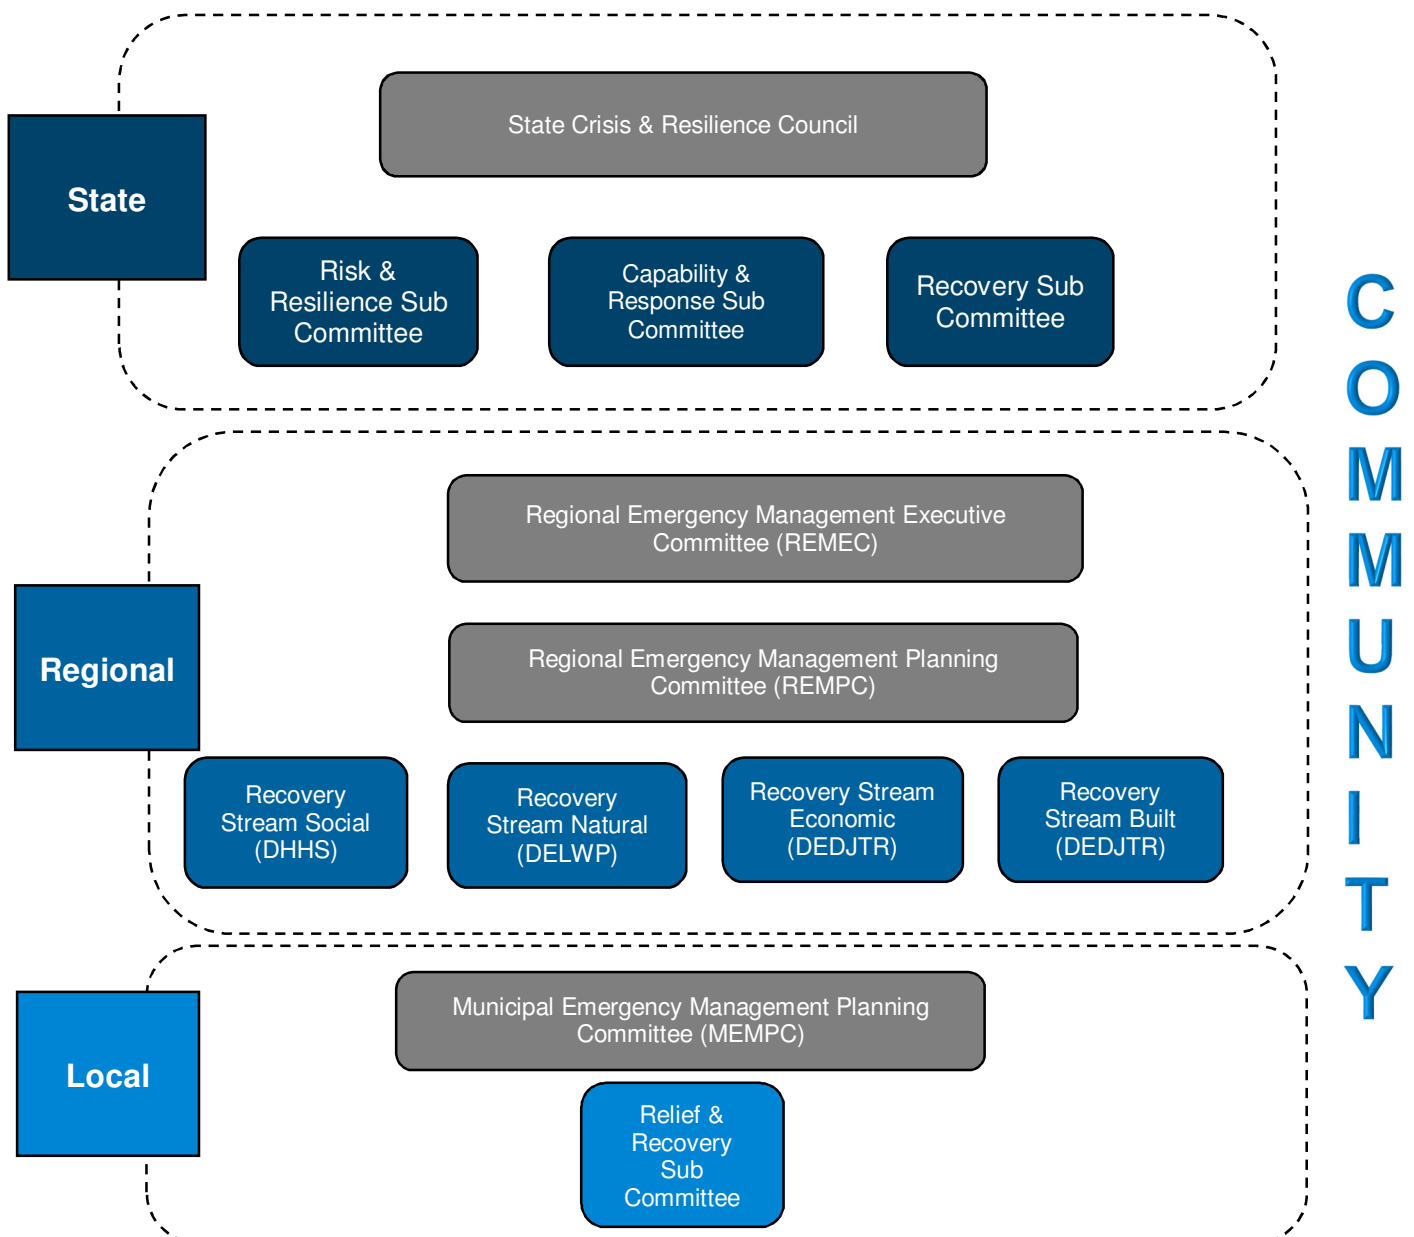 State
State Crisis & Resilience Council
Risk &
Resilience Sub
Committee
Capability &
Response Sub
Committee
Recovery Sub
Committee
Regional
Regional Emergency Management Executive
Committee (REMEC)
Regional Emergency Management Planning
Committee (REMPC)
Recovery
Stream Social
(DHHS)
Recovery
Stream Natural
(DELWP)
Recovery Stream
Economic
(DEDJTR)
Recovery
Stream Built
(DEDJTR)
Local
Municipal Emergency Management Planning
Committee (MEMPC)
Relief &
Recovery
Sub
Committee
COMMUNITY